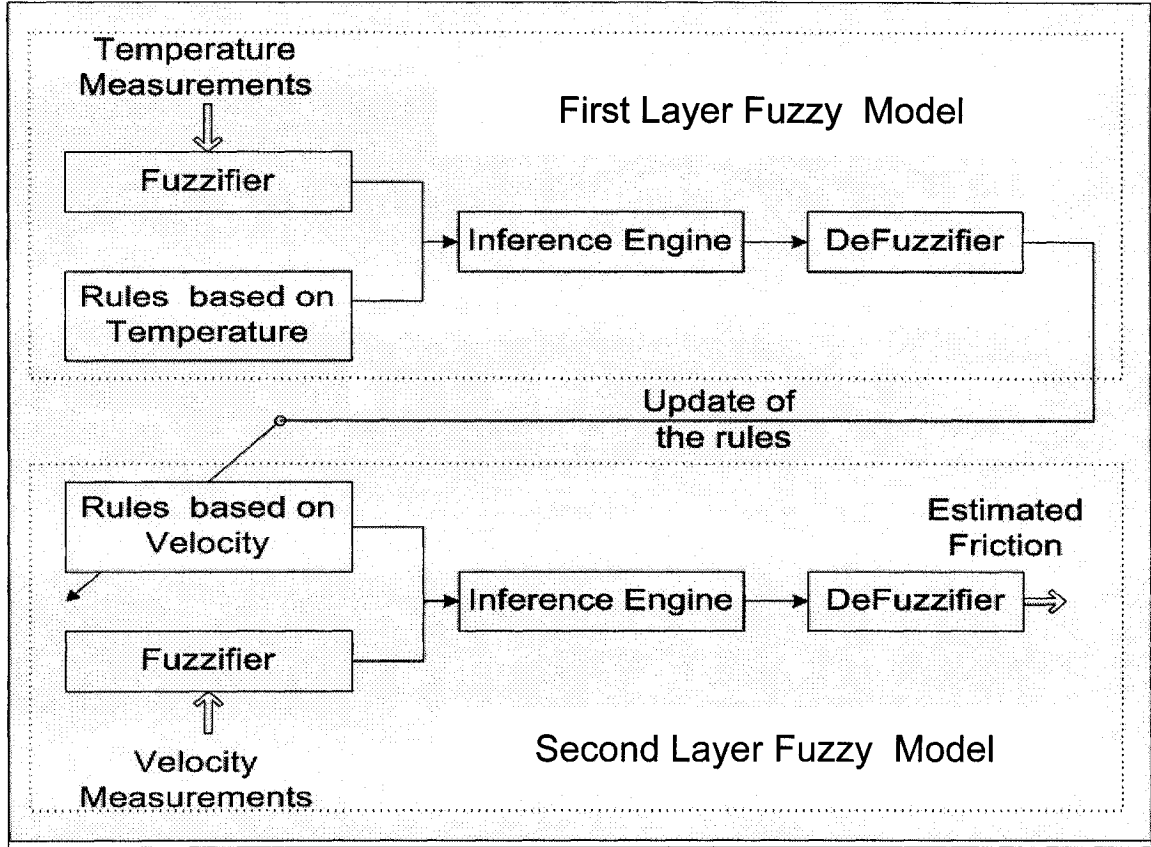 Temperature
Measurements
First Layer Fuzzy Model
Fuzzifier
Inference Engine
DeFuzzifier
Rules based on
Temperature
Update of
the rules
Rules based on
Velocity
Estimated
Friction
Inference Engine
DeFuzzifier
Fuzzifier
Second Layer Fuzzy Model
Velocity
Measurements